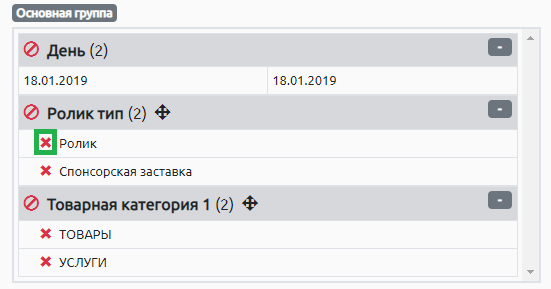 Основная группа
День (2)
-
18.01.2019 18.01.2019
Ролик тип (2)
-
Ролик
Спонсорская заставка
Товарная категория 1 (2)
-
ТОВАРЫ
УСЛУГИ